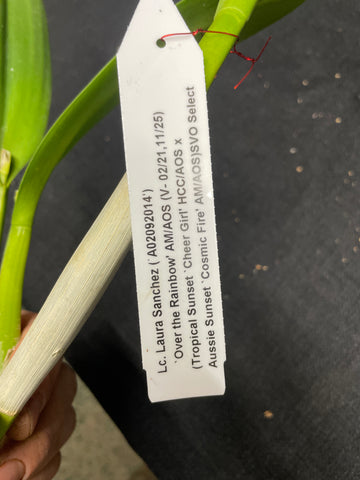 Lc. Laura Sanchez (`A02092014`)
`Over the Rainbow' AM/AOS (V- 02/21,11/25)
(Tropical Sunset `Cheer Girl' HCC/AOS x
Aussie Sunset `Cosmic Fire' AM/AOS)SVO Select